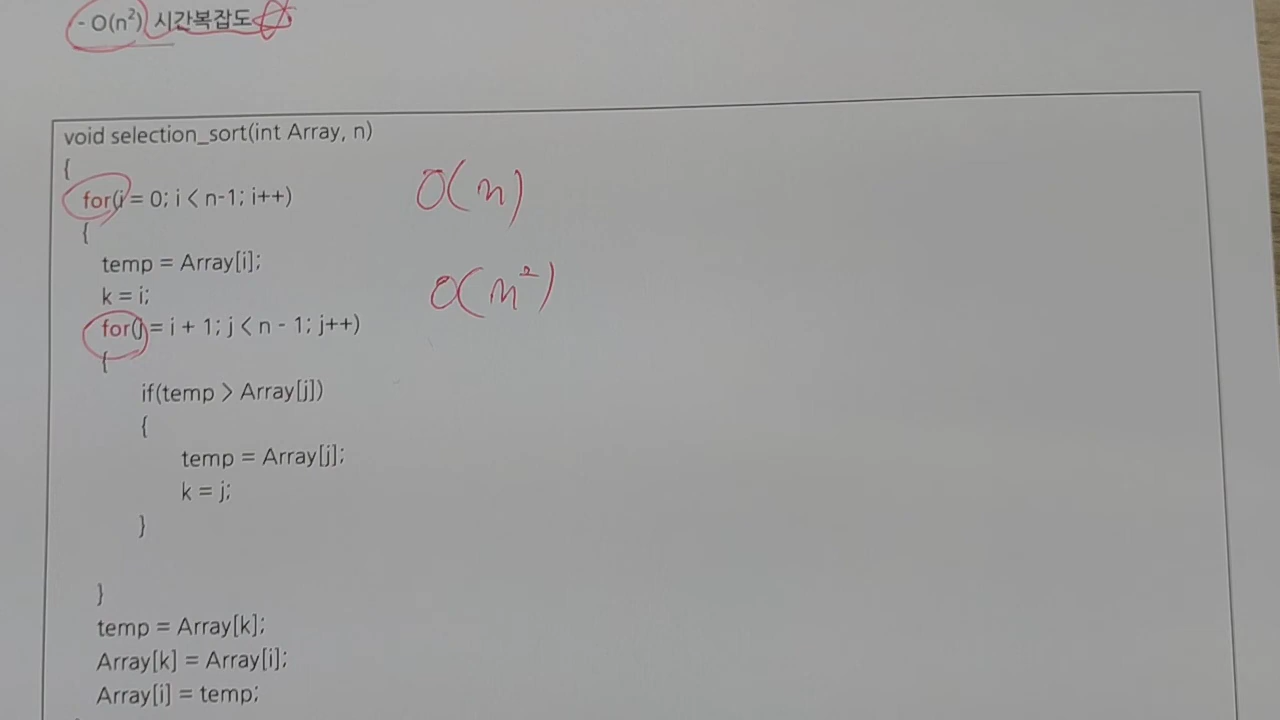 - O(n²) 시간복잡도
void selection_sort(int Array, n)
{
for(i = 0; i < n-1; i++)
O(n)
{
temp = Array[i];
k = i;
O(n²)
for(j = i + 1; j < n - 1; j++)
{
if(temp > Array[j])
{
temp = Array[j];
k = j;
}
}
temp = Array[k];
Array[k] = Array[i];
Array[i] = temp;